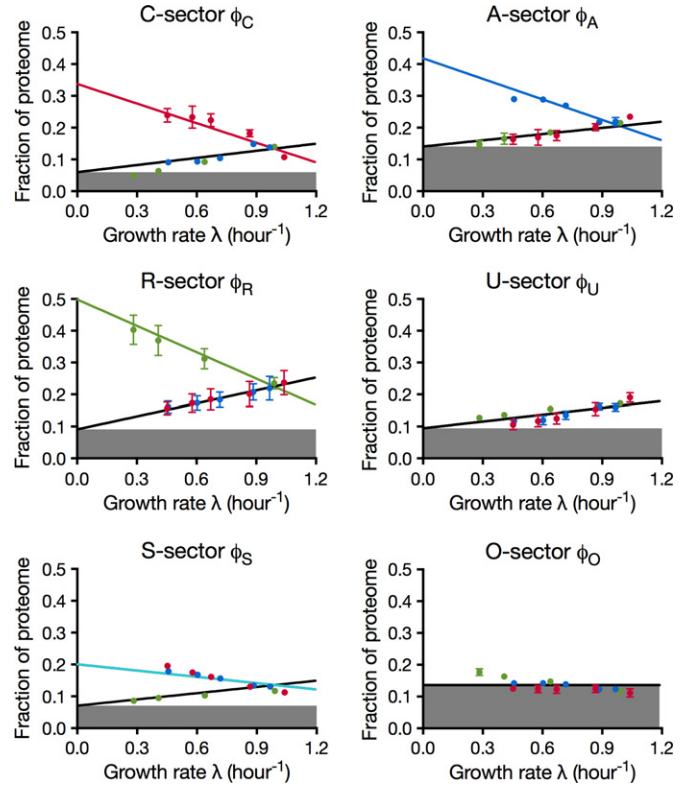 C-sector ϕC
Fraction of proteome
0.5
0.4
0.3
0.2
0.1
0.0
0.0 0.3 0.6 0.9 1.2
Growth rate λ (hour-1)
A-sector ϕA
Fraction of proteome
0.5
0.4
0.3
0.2
0.1
0.0
0.0 0.3 0.6 0.9 1.2
Growth rate λ (hour-1)
R-sector ϕR
Fraction of proteome
0.5
0.4
0.3
0.2
0.1
0.0
0.0 0.3 0.6 0.9 1.2
Growth rate λ (hour-1)
U-sector ϕU
Fraction of proteome
0.5
0.4
0.3
0.2
0.1
0.0
0.0 0.3 0.6 0.9 1.2
Growth rate λ (hour-1)
S-sector ϕS
Fraction of proteome
0.5
0.4
0.3
0.2
0.1
0.0
0.0 0.3 0.6 0.9 1.2
Growth rate λ (hour-1)
O-sector ϕO
Fraction of proteome
0.5
0.4
0.3
0.2
0.1
0.0
0.0 0.3 0.6 0.9 1.2
Growth rate λ (hour-1)